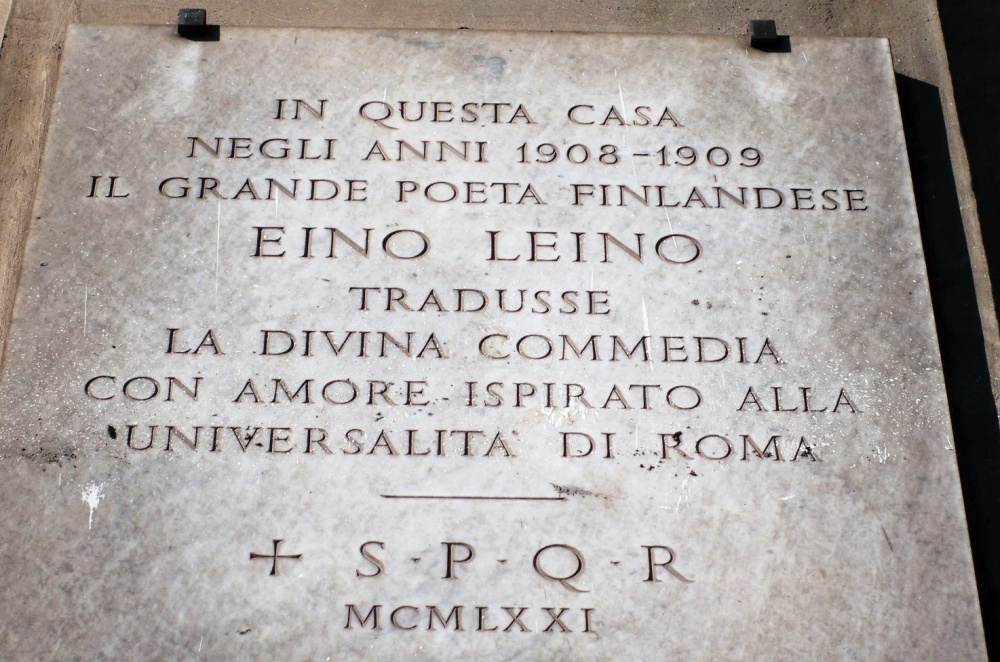 IN QUESTA CASA
NEGLI ANNI 1908-1909
IL GRANDE POETA FINLANDESE
EINO LEINO
TRADUSSE
LA DIVINA COMMEDIA
CON AMORE ISPIRATO ALLA
UNIVERSALITA DI ROMA
S·P·Q·R
MCMLXXI